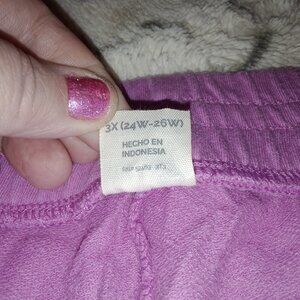 3X (24W-26W)
HECHO EN
INDONESIA